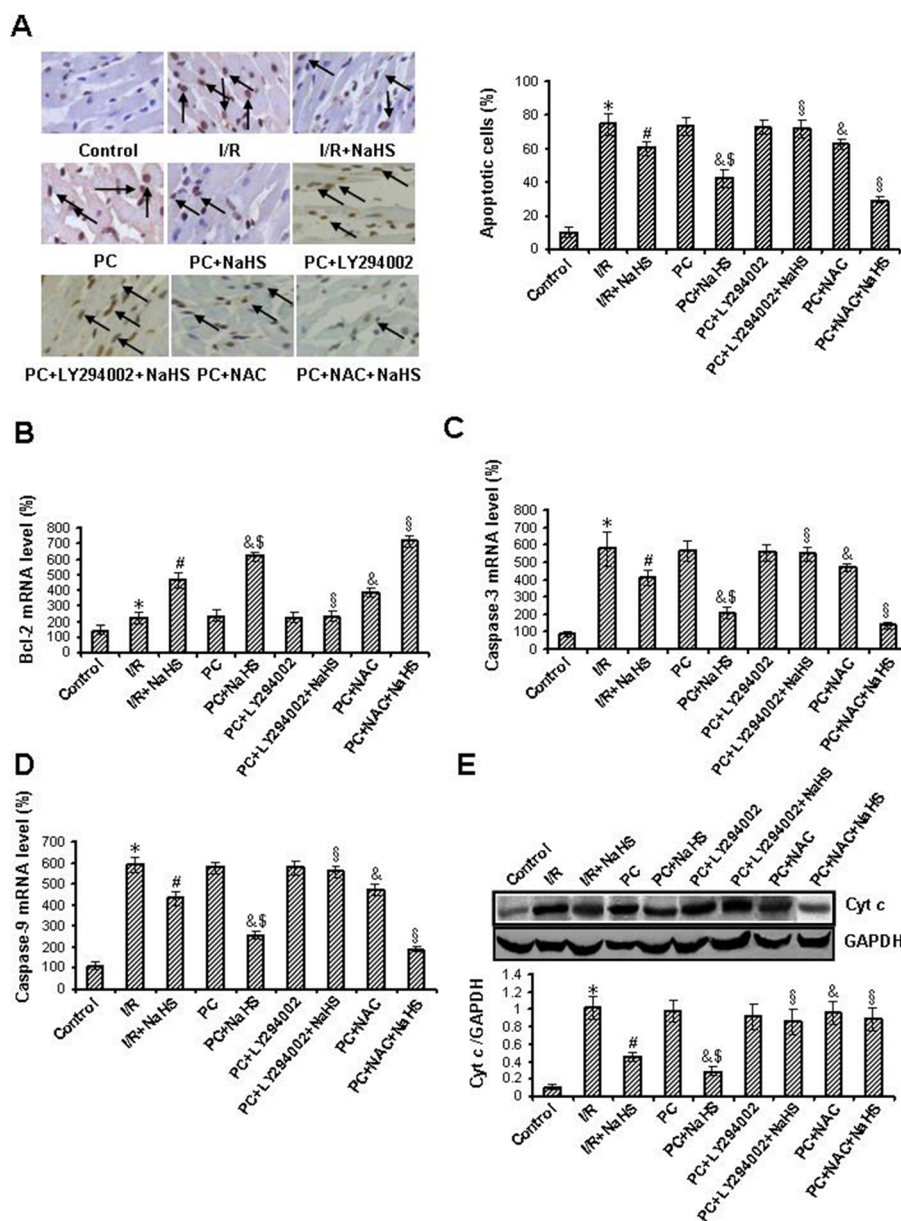 A
Control I/R I/R+NaHS
PC PC+NaHS PC+LY294002
PC+LY294002+NaHS PC+NAC PC+NAC+NaHS
Apoptotic cells (%)
100
80
60
40
20
0
* # &$ § & §
Control I/R I/R+NaHS PC PC+NaHS PC+LY294002 PC+LY294002+NaHS PC+NAC PC+NAC+NaHS
B
Bcl-2 mRNA level (%)
800
700
600
500
400
300
200
100
0
* # &$ § & §
Control I/R I/R+NaHS PC PC+NaHS PC+LY294002 PC+LY294002+NaHS PC+NAC PC+NAC+NaHS
C
Caspase-3 mRNA level (%)
800
700
600
500
400
300
200
100
0
* # &$ § & §
Control I/R I/R+NaHS PC PC+NaHS PC+LY294002 PC+LY294002+NaHS PC+NAC PC+NAC+NaHS
D
Caspase-9 mRNA level (%)
700
600
500
400
300
200
100
0
* # &$ § & §
Control I/R I/R+NaHS PC PC+NaHS PC+LY294002 PC+LY294002+NaHS PC+NAC PC+NAC+NaHS
E
Control I/R I/R+NaHS PC PC+NaHS PC+LY294002 PC+LY294002+NaHS PC+NAC PC+NAC+NaHS
Cyt c
GAPDH
Cyt c/GAPDH
1.4
1.2
1
0.8
0.6
0.4
0.2
0
* # &$ § & §
Control I/R I/R+NaHS PC PC+NaHS PC+LY294002 PC+LY294002+NaHS PC+NAC PC+NAC+NaHS